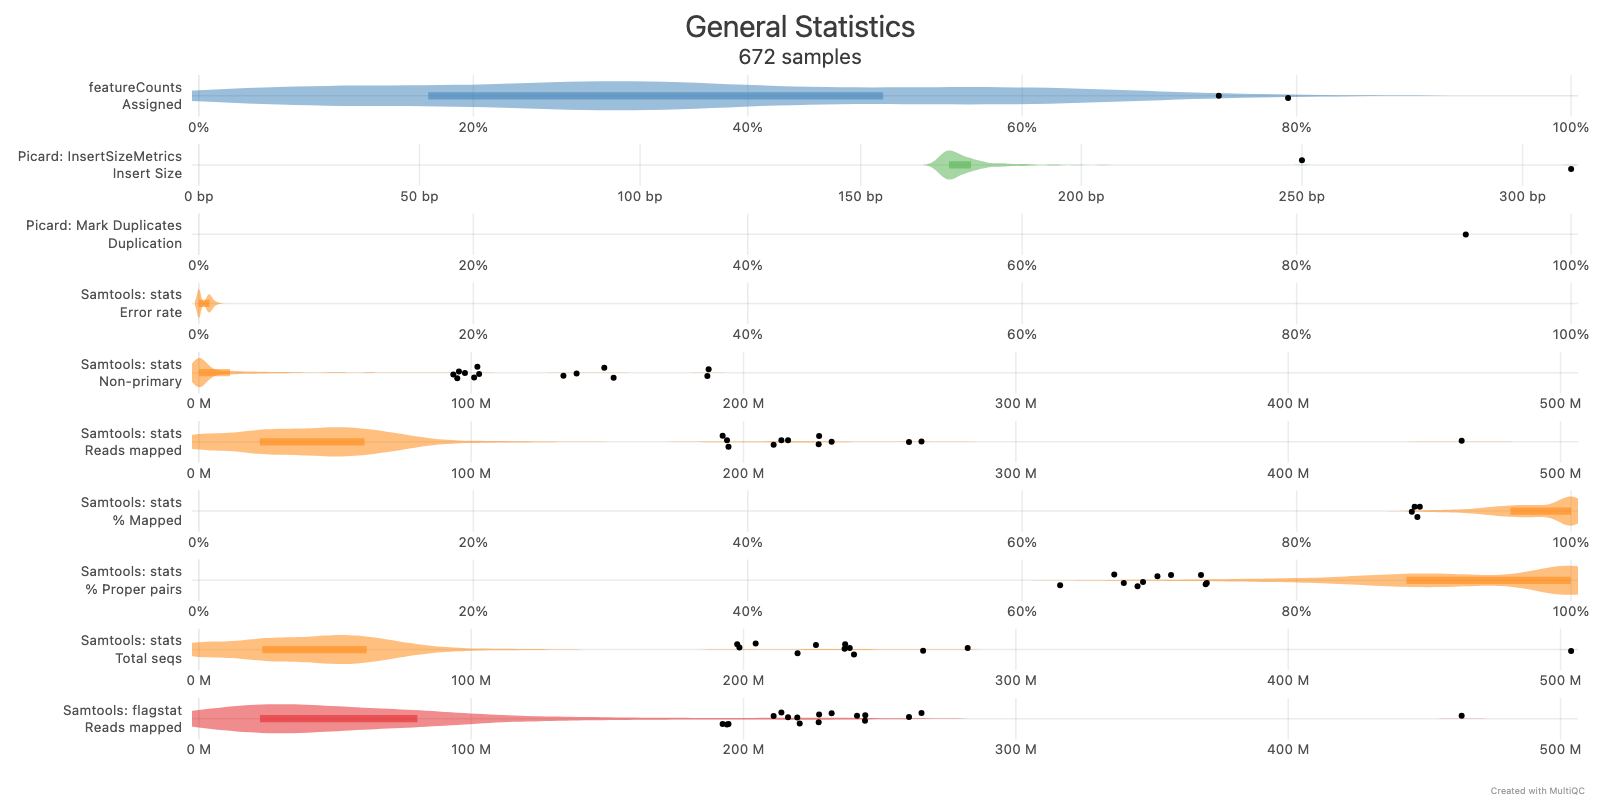 General Statistics
672 samples
featureCounts
Assigned
0% 20% 40% 60% 80% 100%
Picard: InsertSizeMetrics
Insert Size
0 bp 50 bp 100 bp 150 bp 200 bp 250 bp 300 bp
Picard: Mark Duplicates
Duplication
0% 20% 40% 60% 80% 100%
Samtools: stats
Error rate
0% 20% 40% 60% 80% 100%
Samtools: stats
Non-primary
0 M 100 M 200 M 300 M 400 M 500 M
Samtools: stats
Reads mapped
0 M 100 M 200 M 300 M 400 M 500 M
Samtools: stats
% Mapped
0% 20% 40% 60% 80% 100%
Samtools: stats
% Proper pairs
0% 20% 40% 60% 80% 100%
Samtools: stats
Total seqs
0 M 100 M 200 M 300 M 400 M 500 M
Samtools: flagstat
Reads mapped
0 M 100 M 200 M 300 M 400 M 500 M
Created with MultiQC